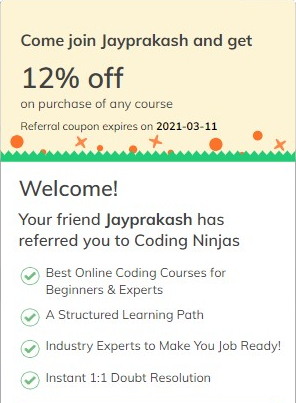 Come join Jayprakash and get
12% off
on purchase of any course
Referral coupon expires on 2021-03-11
Welcome!
Your friend Jayprakash has
referred you to Coding Ninjas
Best Online Coding Courses for
Beginners & Experts
A Structured Learning Path
Industry Experts to Make You Job Ready!
Instant 1:1 Doubt Resolution